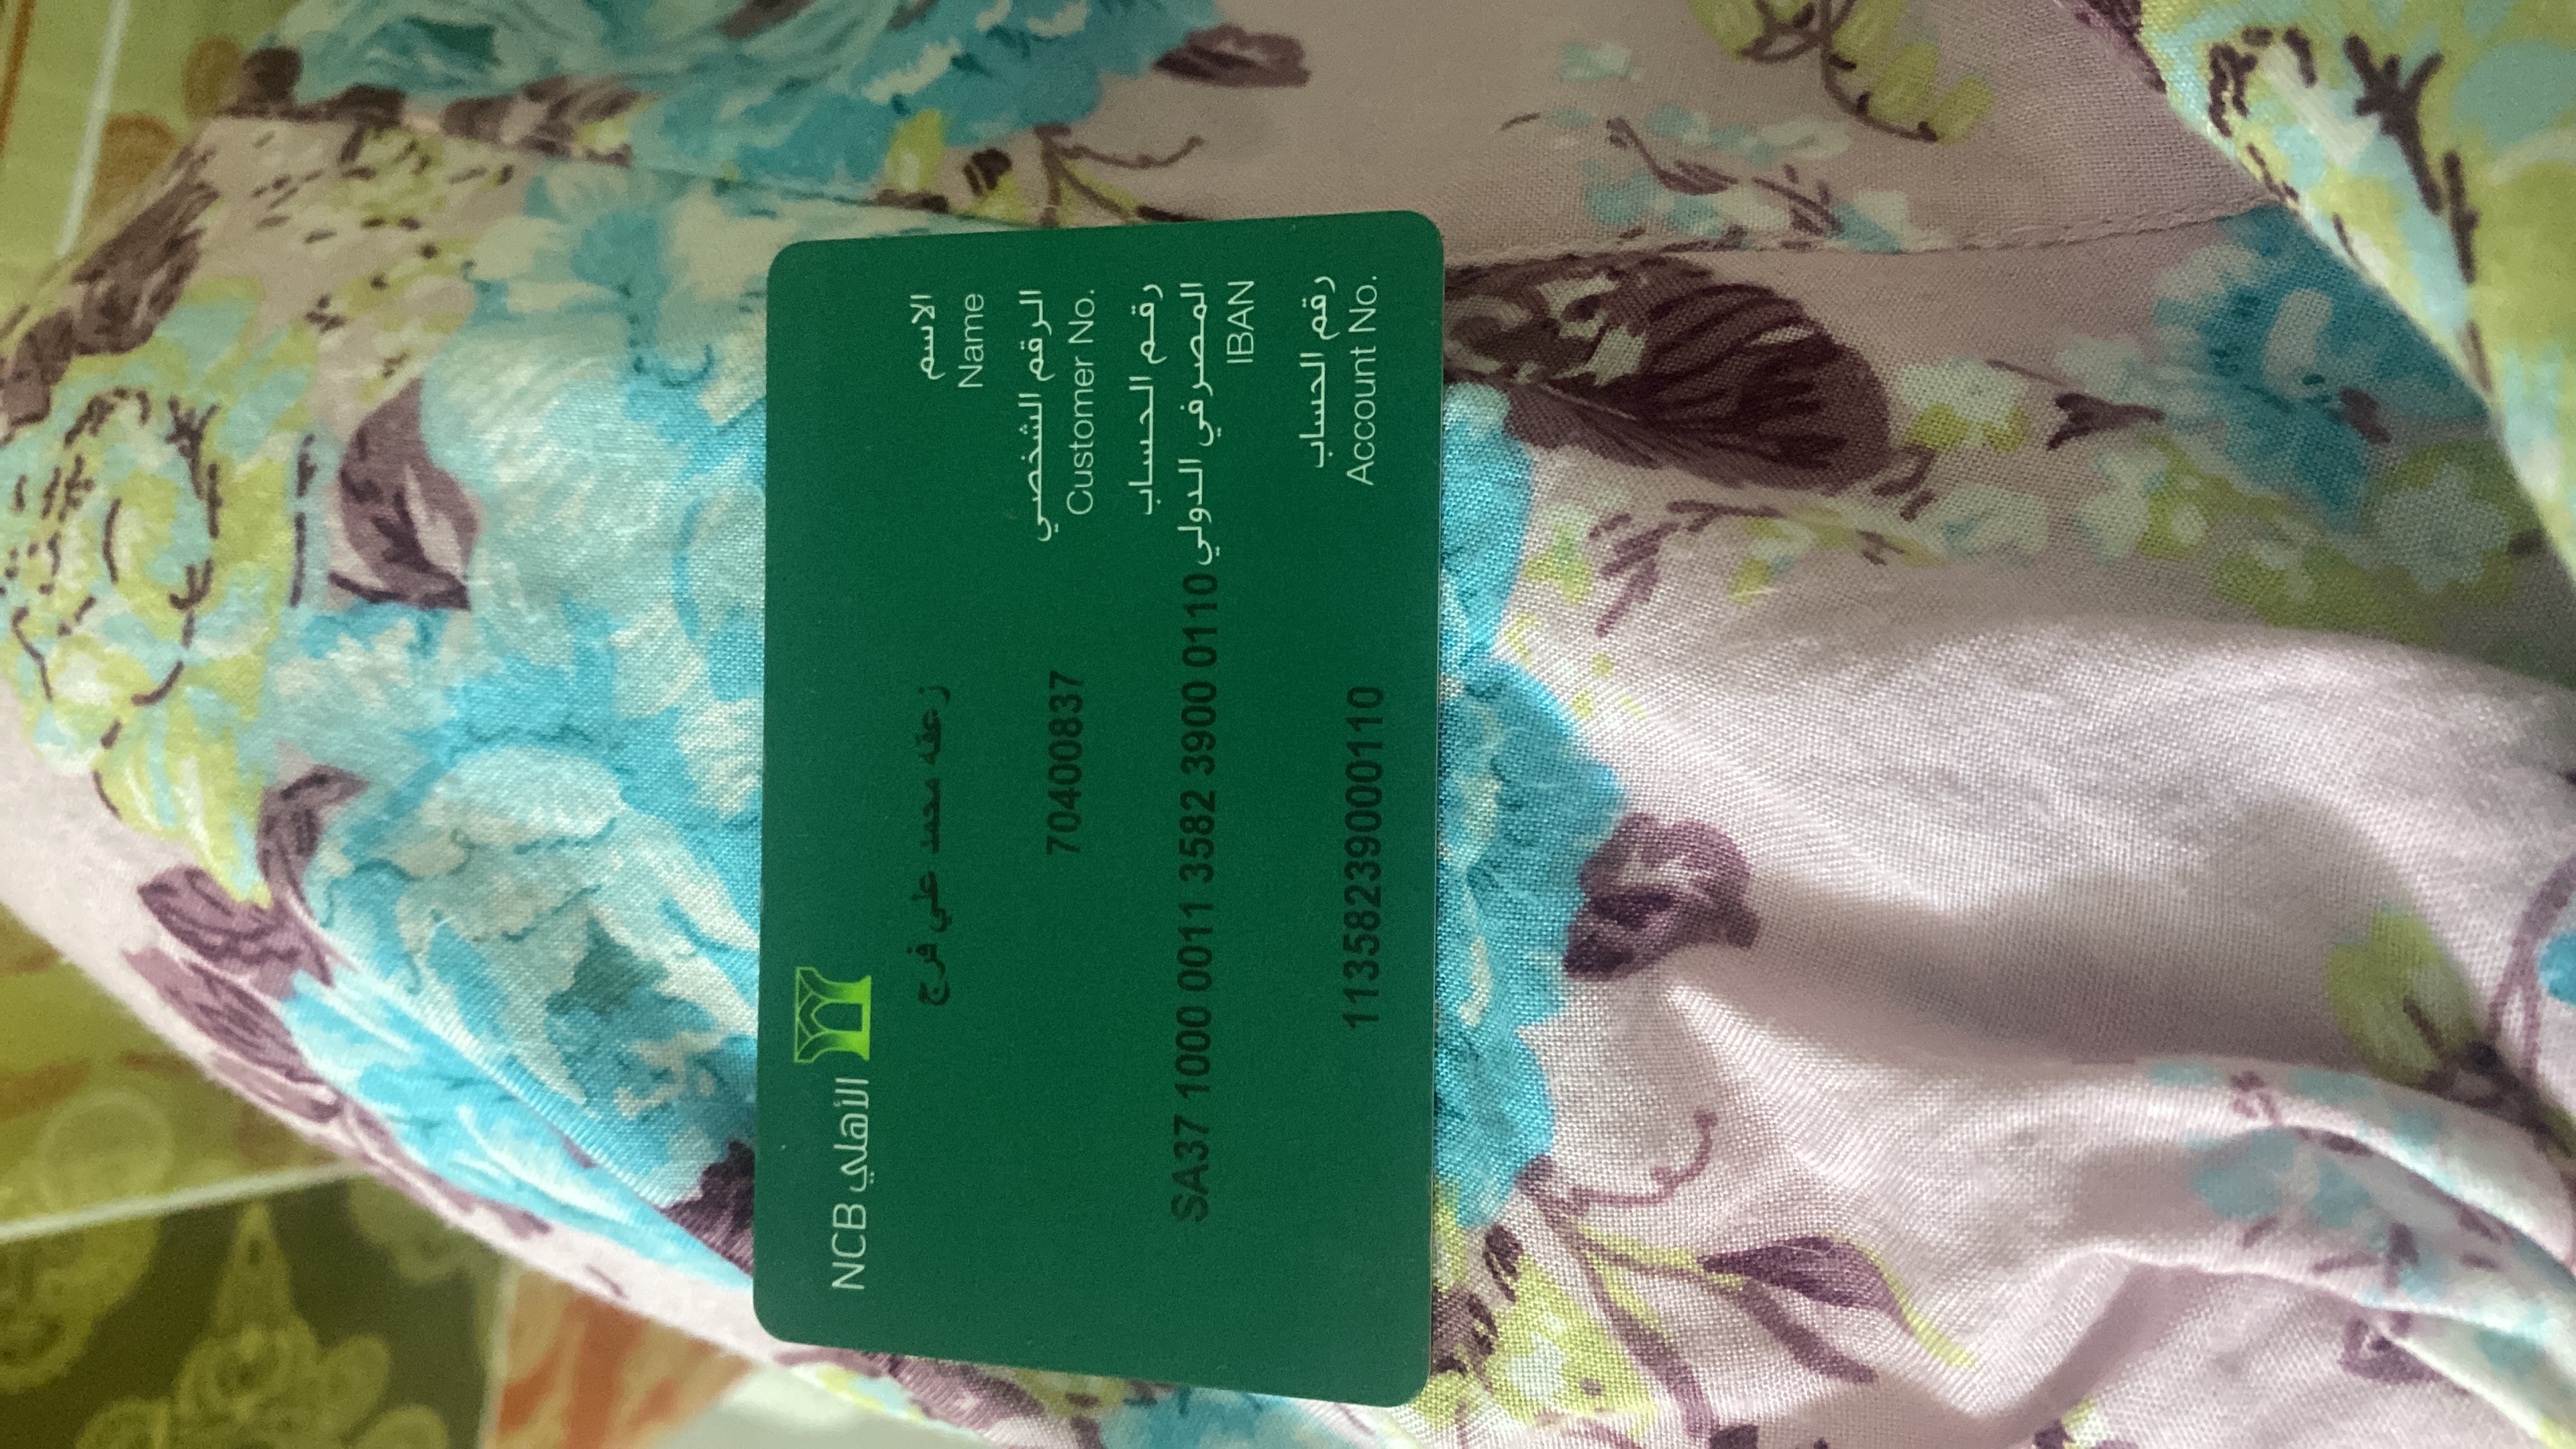 NCB الأهلي
الاسم
Name
زعقه محمد علي فرج
الرقم الشخصي
Customer No.
70400837
رقم الحساب
المصرفي الدولي
IBAN
SA37 1000 0011 3582 3900 0110
رقم الحساب
Account No.
11358239000110